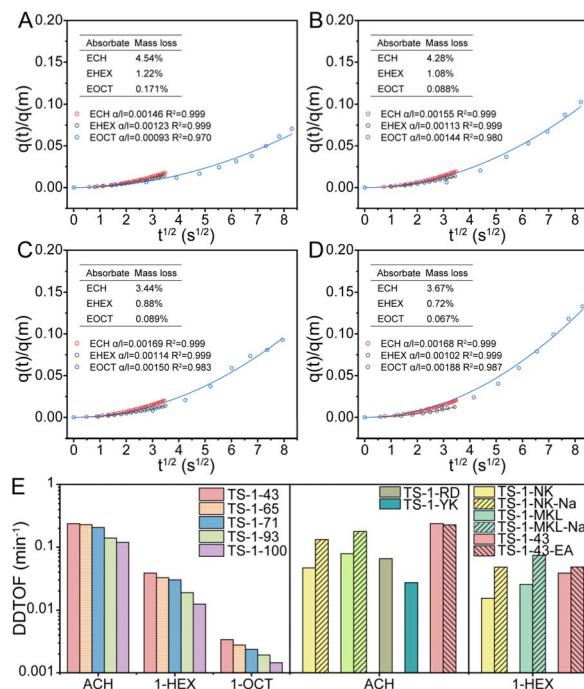 A
q(t)/q(m)
0.20
0.15
0.10
0.05
0.00
Absorbate Mass loss
ECH 4.54%
EHEX 1.22%
EOCT 0.171%
ECH α/l=0.00146 R²=0.999
EHEX α/l=0.00123 R²=0.999
EOCT α/l=0.00093 R²=0.970
0 1 2 3 4 5 6 7 8
t^1/2 (s^1/2)
B
q(t)/q(m)
0.20
0.15
0.10
0.05
0.00
Absorbate Mass loss
ECH 4.28%
EHEX 1.08%
EOCT 0.088%
ECH α/l=0.00155 R²=0.999
EHEX α/l=0.00113 R²=0.999
EOCT α/l=0.00144 R²=0.980
0 1 2 3 4 5 6 7 8
t^1/2 (s^1/2)
C
q(t)/q(m)
0.20
0.15
0.10
0.05
0.00
Absorbate Mass loss
ECH 3.44%
EHEX 0.88%
EOCT 0.089%
ECH α/l=0.00169 R²=0.999
EHEX α/l=0.00114 R²=0.999
EOCT α/l=0.00150 R²=0.983
0 1 2 3 4 5 6 7 8
t^1/2 (s^1/2)
D
q(t)/q(m)
0.20
0.15
0.10
0.05
0.00
Absorbate Mass loss
ECH 3.67%
EHEX 0.72%
EOCT 0.067%
ECH α/l=0.00168 R²=0.999
EHEX α/l=0.00102 R²=0.999
EOCT α/l=0.00188 R²=0.987
0 1 2 3 4 5 6 7 8
t^1/2 (s^1/2)
E
DDTOF (min⁻¹)
0.1
0.01
0.001
TS-1-43
TS-1-65
TS-1-71
TS-1-93
TS-1-100
ACH 1-HEX 1-OCT
TS-1-RD
TS-1-YK
ACH
TS-1-NK
TS-1-NK-Na
TS-1-MKL
TS-1-MKL-Na
TS-1-43
TS-1-43-EA
1-HEX